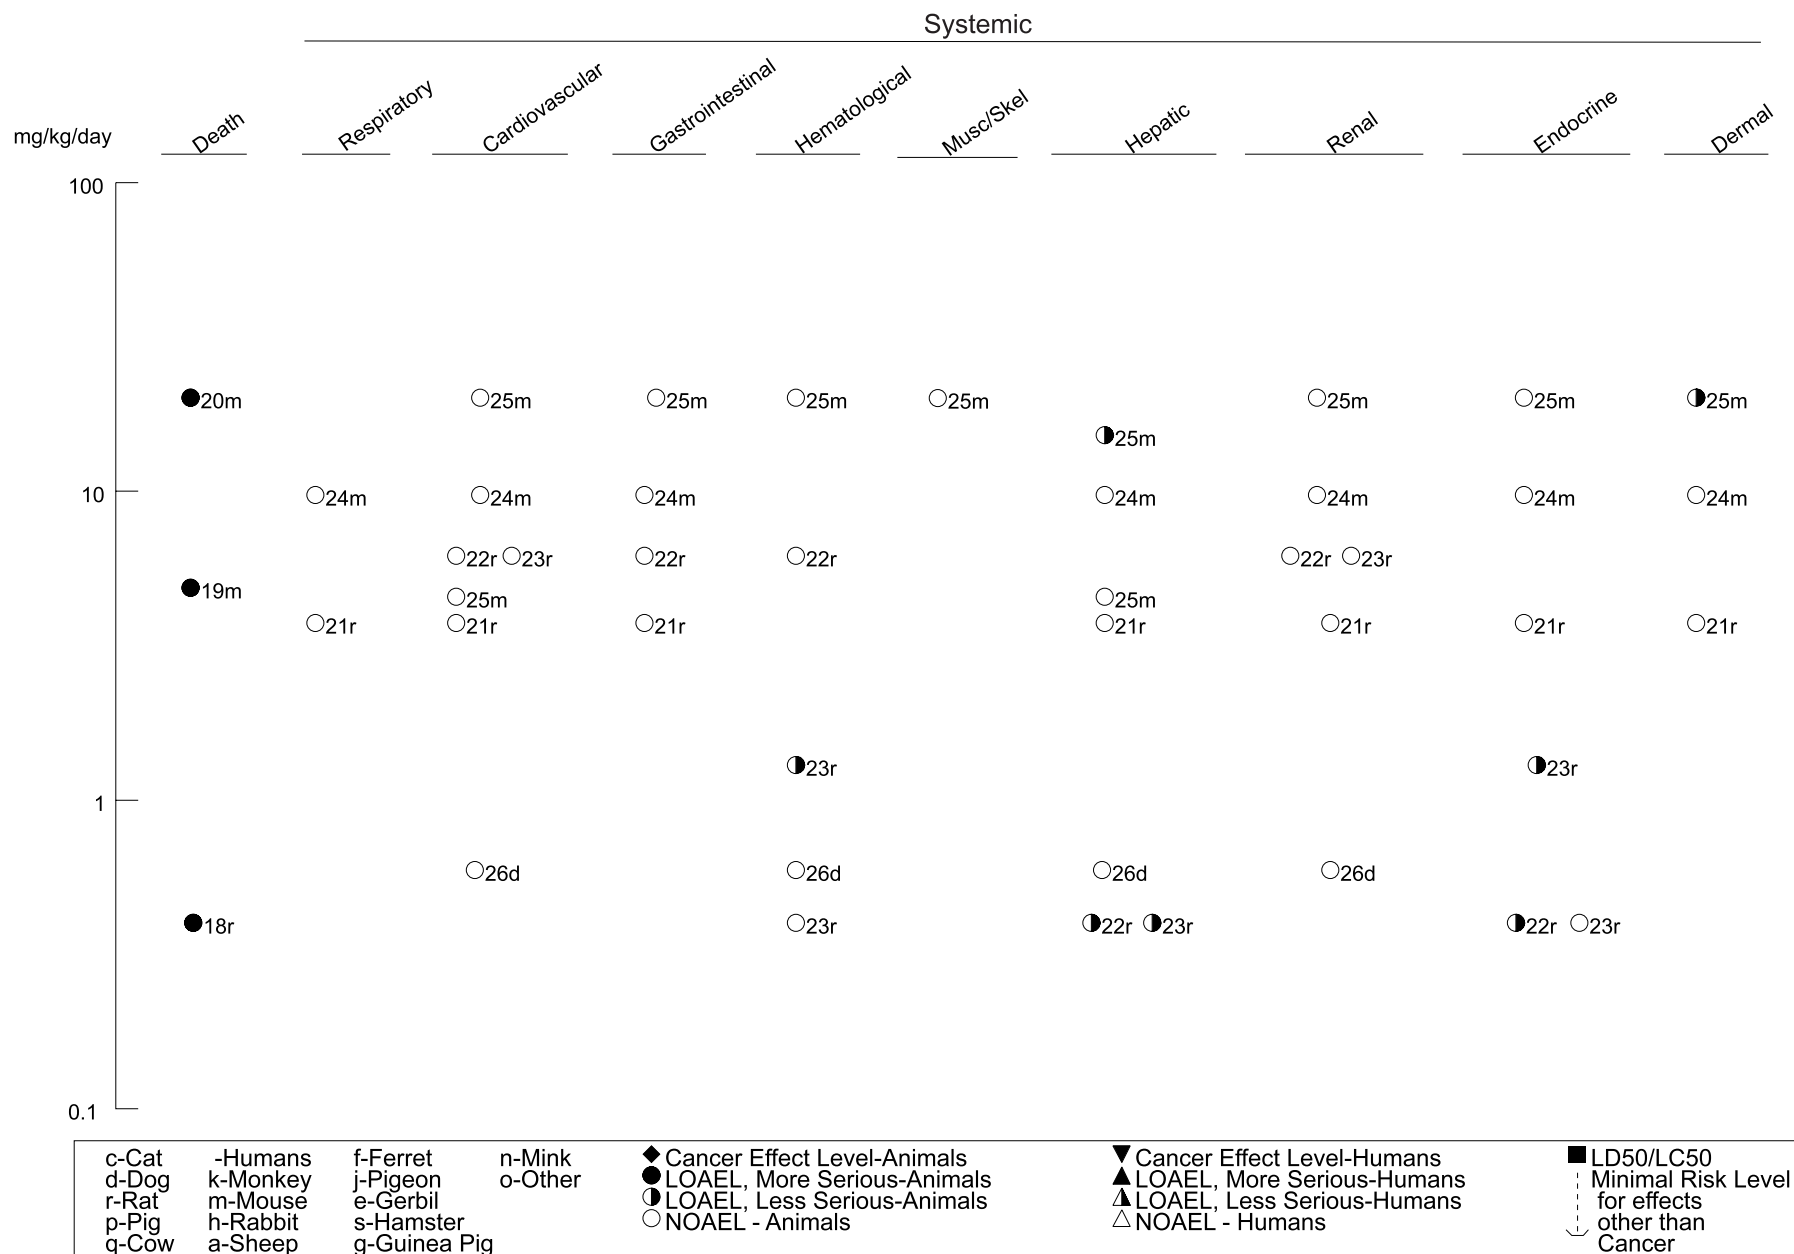 Systemic
mg/kg/day
Death
Respiratory
Cardiovascular
Gastrointestinal
Hematological
Musc/Skel
Hepatic
Renal
Endocrine
Dermal
100
20m 25m 25m 25m 25m 25m 25m 25m
25m
10
24m 24m 24m 24m 24m 24m 24m
22r 23r 22r 22r 22r 23r
19m 25m 25m
21r 21r 21r 21r 21r 21r 21r
23r 23r
1
26d 26d 26d 26d
18r 23r 22r 23r 22r 23r
0.1
c-Cat -Humans f-Ferret n-Mink Cancer Effect Level-Animals Cancer Effect Level-Humans LD50/LC50
d-Dog k-Monkey j-Pigeon o-Other LOAEL, More Serious-Animals LOAEL, More Serious-Humans Minimal Risk Level
r-Rat m-Mouse e-Gerbil LOAEL, Less Serious-Animals LOAEL, Less Serious-Humans for effects
p-Pig h-Rabbit s-Hamster NOAEL - Animals NOAEL - Humans other than
q-Cow a-Sheep g-Guinea Pig Cancer